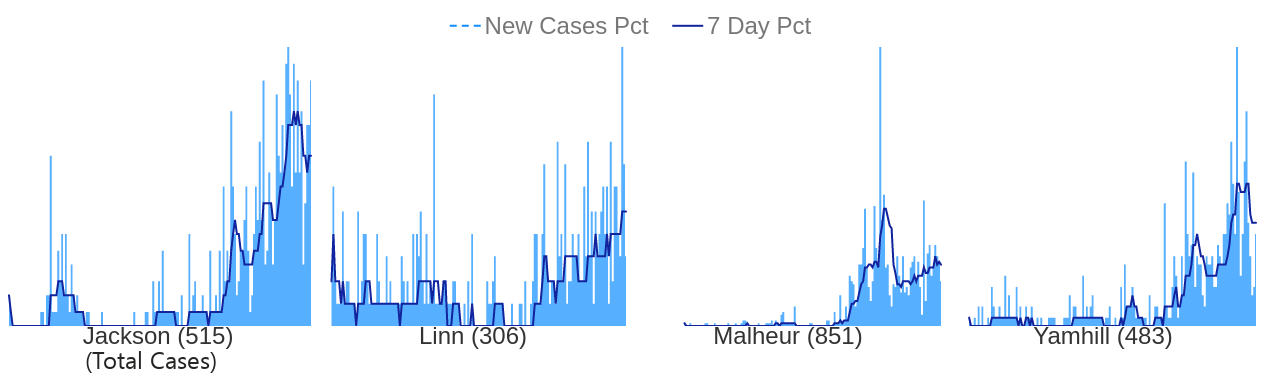 New Cases Pct 7 Day Pct
Jackson (515) Linn (306) Malheur (851) Yamhill (483)
(Total Cases)